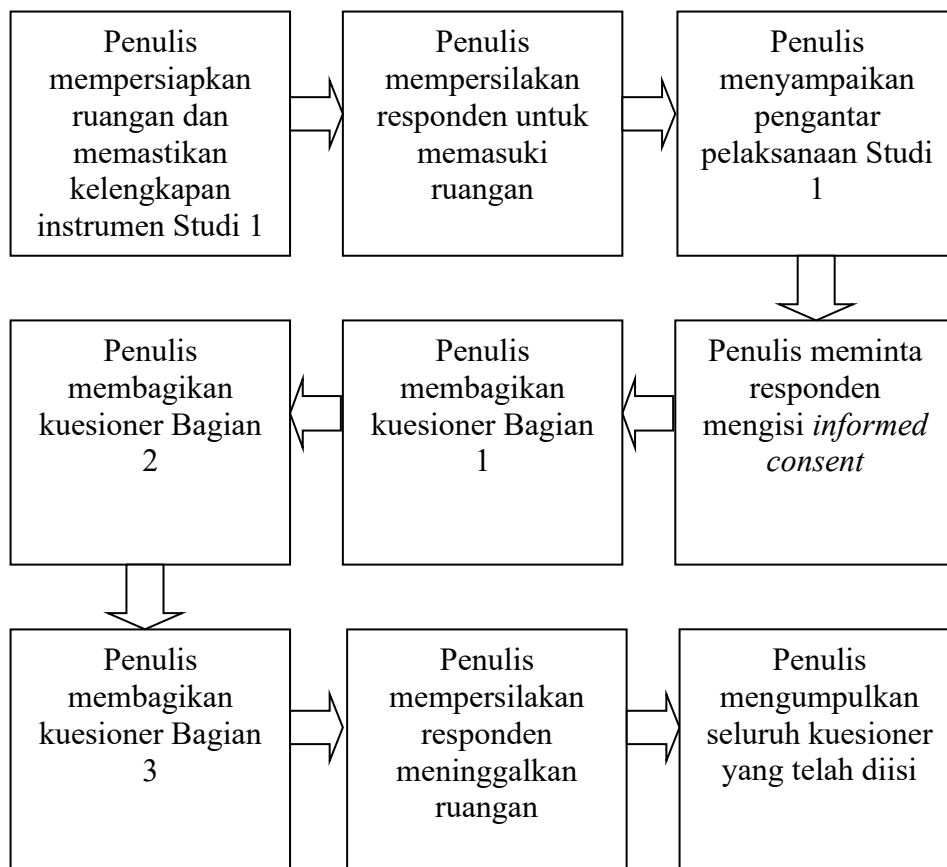 Penulis
mempersiapkan
ruangan dan
memastikan
kelengkapan
instrumen Studi 1
Penulis
mempersilakan
responden untuk
memasuki
ruangan
Penulis
menyampaikan
pengantar
pelaksanaan Studi
1
Penulis meminta
responden
mengisi informed
consent
Penulis
membagikan
kuesioner Bagian
1
Penulis
membagikan
kuesioner Bagian
2
Penulis
membagikan
kuesioner Bagian
3
Penulis
mempersilakan
responden
meninggalkan
ruangan
Penulis
mengumpulkan
seluruh kuesioner
yang telah diisi